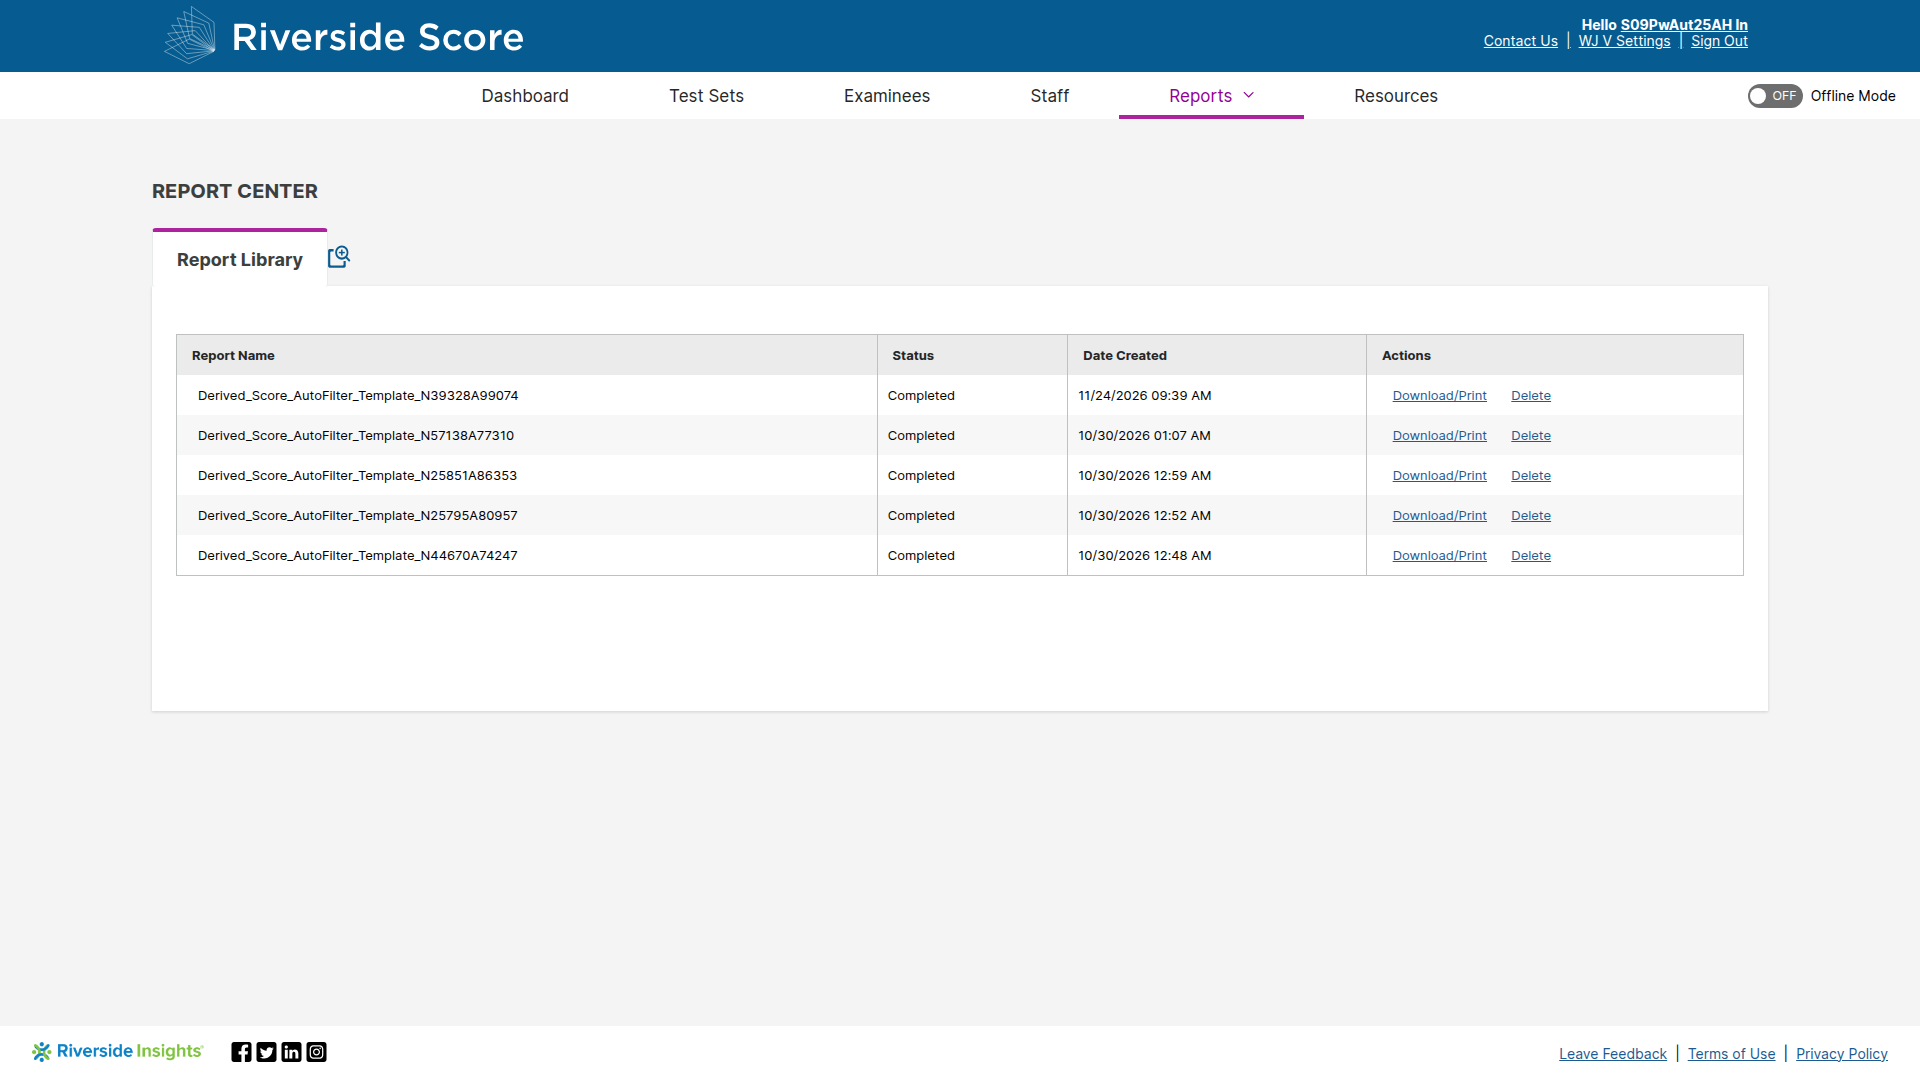 Riverside Score
Hello S09PwAut25AH In
Contact Us | WJ V Settings | Sign Out
Dashboard Test Sets Examinees Staff Reports Resources OFF Offline Mode
REPORT CENTER
Report Library
Report Name Status Date Created Actions
Derived_Score_AutoFilter_Template_N39328A99074 Completed 11/24/2026 09:39 AM Download/Print Delete
Derived_Score_AutoFilter_Template_N57138A77310 Completed 10/30/2026 01:07 AM Download/Print Delete
Derived_Score_AutoFilter_Template_N25851A86353 Completed 10/30/2026 12:59 AM Download/Print Delete
Derived_Score_AutoFilter_Template_N25795A80957 Completed 10/30/2026 12:52 AM Download/Print Delete
Derived_Score_AutoFilter_Template_N44670A74247 Completed 10/30/2026 12:48 AM Download/Print Delete
Riverside Insights
Leave Feedback | Terms of Use | Privacy Policy